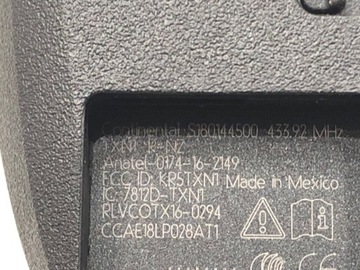 Continental S180144500 433.92 MHz
TXN1 R-NZ
Anatel-0174-16-2149
FCC ID: KR5TXN1 Made in Mexico
IC-7812D-TXN1
RLVCOTX16-0294
CCAE18LP028AT1